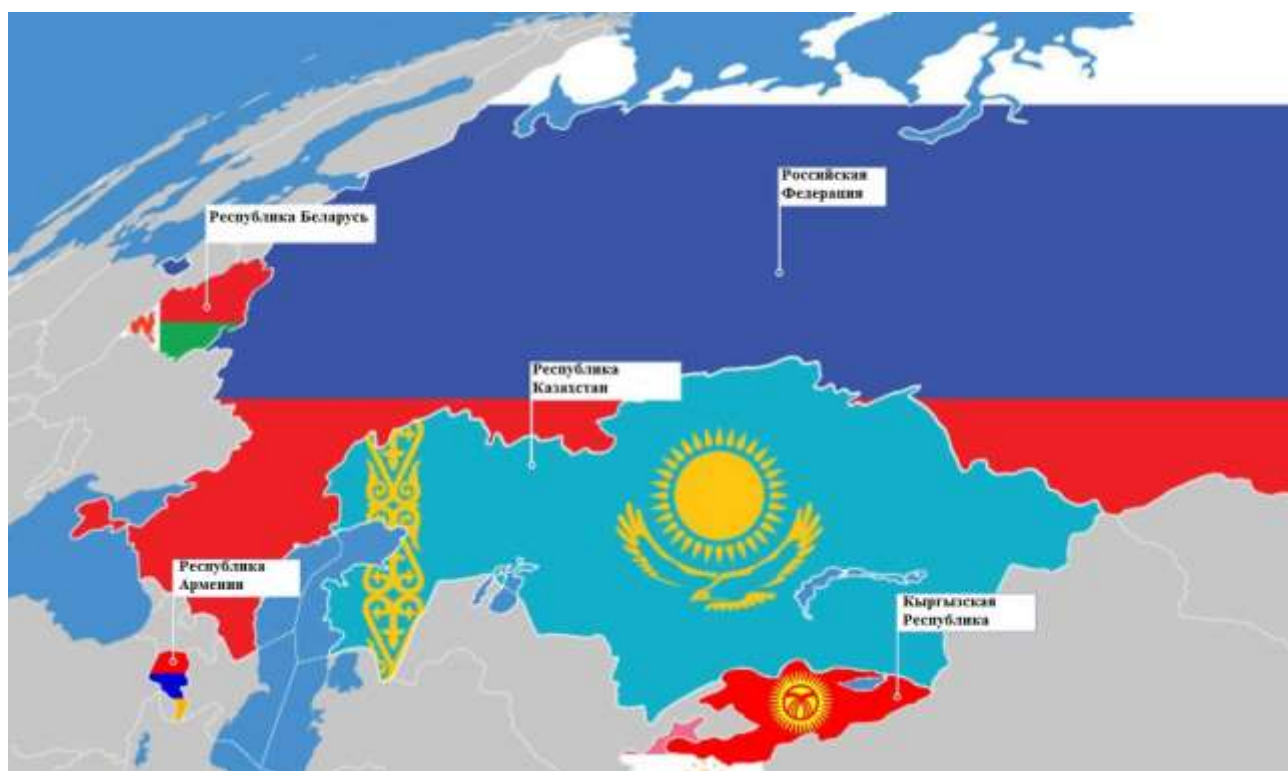 Российская
Федерация
Республика Беларусь
Республика
Казахстан
Республика
Армения
Кыргызская
Республика